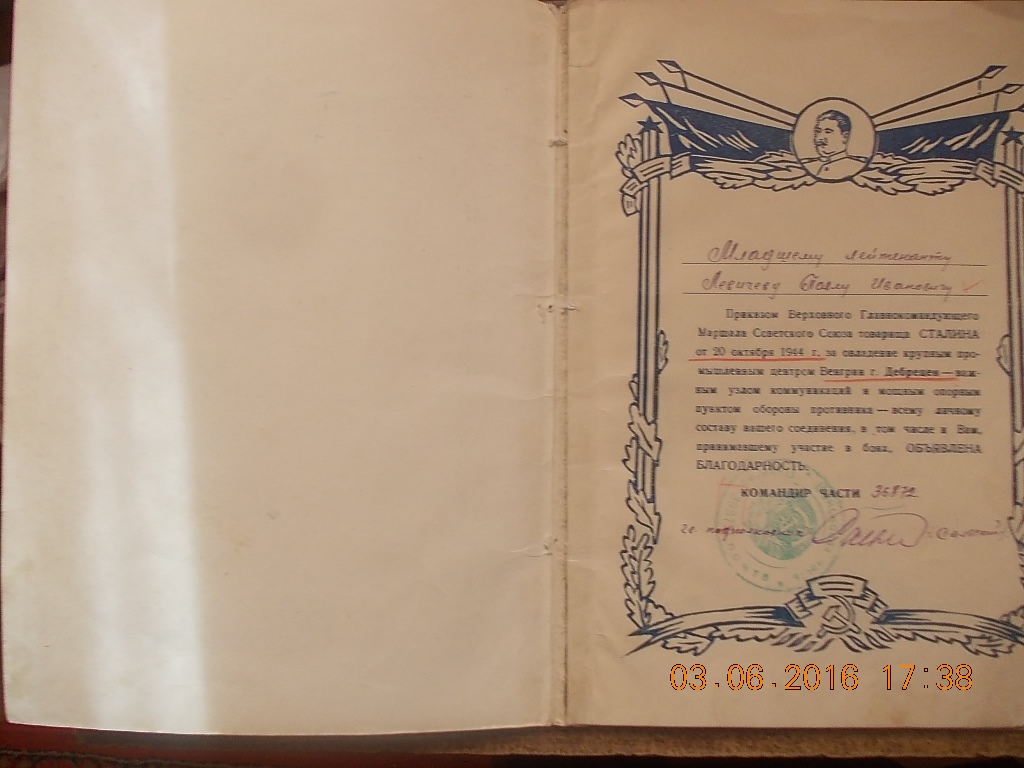 Младшему лейтенанту
Левичеву Павлу Ивановичу
Приказом Верховного Главнокомандующего
Маршала Советского Союза товарища СТАЛИНА
от 20 октября 1944 г. за овладение крупным про-
мышленным центром Венгрии г. Дебрецен — важ-
ным узлом коммуникаций и мощным опорным
пунктом обороны противника — всему личному
составу вашего соединения, в том числе и Вам,
принимавшему участие в боях, ОБЪЯВЛЕНА
БЛАГОДАРНОСТЬ.
КОМАНДИР ЧАСТИ 36872
03.06.2016 17:38